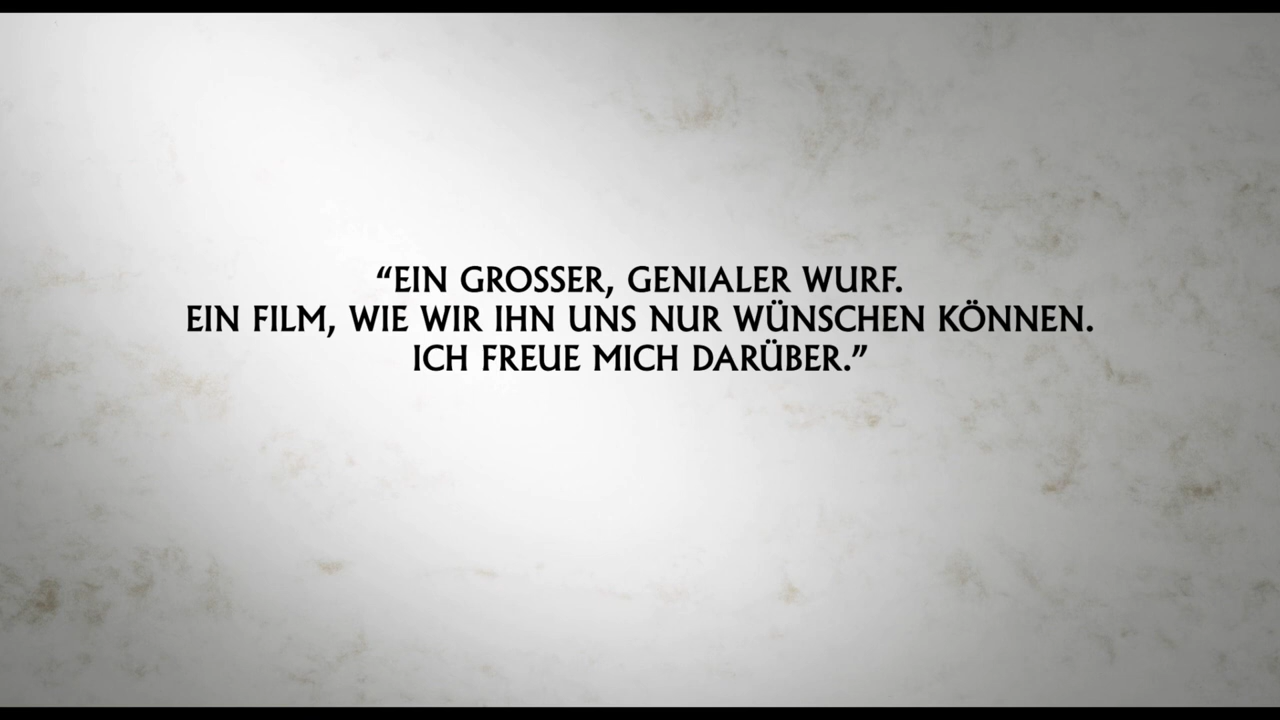 “EIN GROSSER, GENIALER WURF.
EIN FILM, WIE WIR IHN UNS NUR WÜNSCHEN KÖNNEN.
ICH FREUE MICH DARÜBER.”